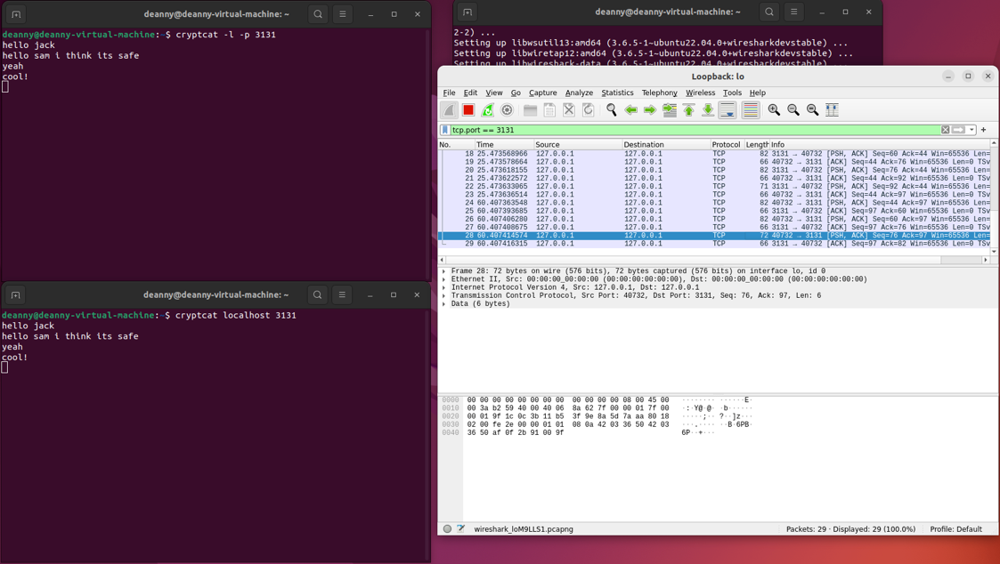 deanny@deanny-virtual-machine: ~
deanny@deanny-virtual-machine:~$ cryptcat -l -p 3131
hello jack
hello sam i think its safe
yeah
cool!
deanny@deanny-virtual-machine: ~
deanny@deanny-virtual-machine:~$ cryptcat localhost 3131
hello jack
hello sam i think its safe
yeah
cool!
deanny@deanny-virtual-machine: ~
2-2) ...
Setting up libwsutil13:amd64 (3.6.5-1~ubuntu22.04.0+wiresharkdevstable) ...
Setting up libwiretap12:amd64 (3.6.5-1~ubuntu22.04.0+wiresharkdevstable) ...
Setting up wireshark-data (3.6.5-1~ubuntu22.04.0+wiresharkdevstable) ...
Loopback: lo
File Edit View Go Capture Analyze Statistics Telephony Wireless Tools Help
tcp.port == 3131
No. Time Source Destination Protocol Length Info
18 25.473568966 127.0.0.1 127.0.0.1 TCP 82 3131 → 40732 [PSH, ACK] Seq=60 Ack=44 Win=65536 Len=
19 25.473578664 127.0.0.1 127.0.0.1 TCP 66 40732 → 3131 [ACK] Seq=44 Ack=76 Win=65536 Len=0 TSv
20 25.473618155 127.0.0.1 127.0.0.1 TCP 82 3131 → 40732 [PSH, ACK] Seq=76 Ack=44 Win=65536 Len=
21 25.473622572 127.0.0.1 127.0.0.1 TCP 66 40732 → 3131 [ACK] Seq=44 Ack=92 Win=65536 Len=0 TSv
22 25.473633065 127.0.0.1 127.0.0.1 TCP 71 3131 → 40732 [PSH, ACK] Seq=92 Ack=44 Win=65536 Len=
23 25.473636514 127.0.0.1 127.0.0.1 TCP 66 40732 → 3131 [ACK] Seq=44 Ack=97 Win=65536 Len=0 TSv
24 60.407363548 127.0.0.1 127.0.0.1 TCP 82 40732 → 3131 [PSH, ACK] Seq=44 Ack=97 Win=65536 Len=
25 60.407393685 127.0.0.1 127.0.0.1 TCP 66 3131 → 40732 [ACK] Seq=97 Ack=60 Win=65536 Len=0 TSv
26 60.407406280 127.0.0.1 127.0.0.1 TCP 82 40732 → 3131 [PSH, ACK] Seq=60 Ack=97 Win=65536 Len=
27 60.407408675 127.0.0.1 127.0.0.1 TCP 66 3131 → 40732 [ACK] Seq=97 Ack=76 Win=65536 Len=0 TSv
28 60.407414574 127.0.0.1 127.0.0.1 TCP 72 40732 → 3131 [PSH, ACK] Seq=76 Ack=97 Win=65536 Len=
29 60.407416315 127.0.0.1 127.0.0.1 TCP 66 3131 → 40732 [ACK] Seq=97 Ack=82 Win=65536 Len=0 TSv
Frame 28: 72 bytes on wire (576 bits), 72 bytes captured (576 bits) on interface lo, id 0
Ethernet II, Src: 00:00:00_00:00:00 (00:00:00:00:00:00), Dst: 00:00:00_00:00:00 (00:00:00:00:00:00)
Internet Protocol Version 4, Src: 127.0.0.1, Dst: 127.0.0.1
Transmission Control Protocol, Src Port: 40732, Dst Port: 3131, Seq: 76, Ack: 97, Len: 6
Data (6 bytes)
0000 00 00 00 00 00 00 00 00 00 00 00 00 08 00 45 00 ········ ······E·
0010 00 3a b2 59 40 00 40 06 8a 62 7f 00 00 01 7f 00 ·:·Y@·@· ·b······
0020 00 01 9f 1c 0c 3b 11 b5 3f 9e 8a 5d 7a aa 80 18 ·····;·· ?··]z···
0030 02 00 fe 2e 00 00 01 01 08 0a 42 03 36 50 42 03 ···.···· ··B·6PB·
0040 36 50 af 0f 2b 91 00 9f 6P··+···
wireshark_loM9LLS1.pcapng
Packets: 29 · Displayed: 29 (100.0%)
Profile: Default